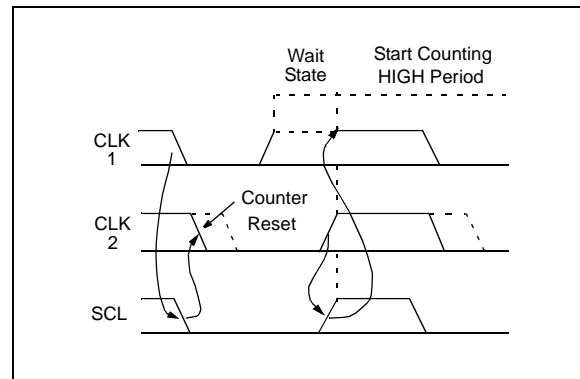 Wait
State
Start Counting
HIGH Period
CLK
1
Counter
Reset
CLK
2
SCL